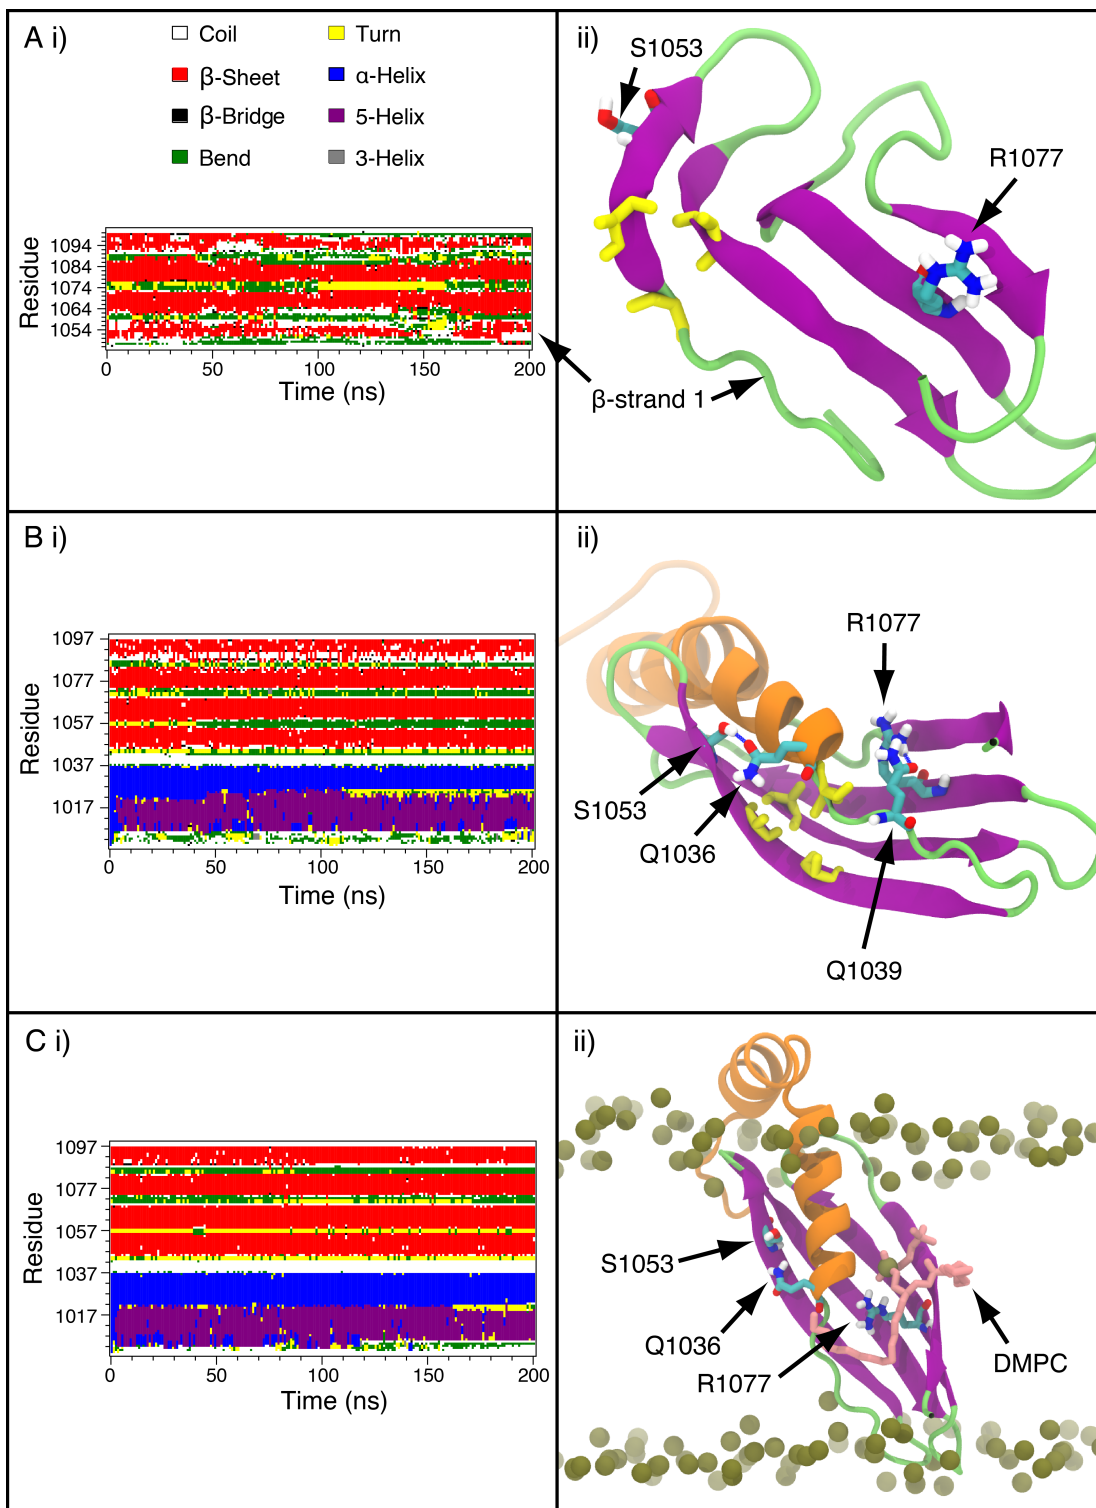 A i)
Coil
Turn
β-Sheet
α-Helix
β-Bridge
5-Helix
Bend
3-Helix
Residue
1094
1084
1074
1064
1054
0 50 100 150 200
Time (ns)
ii)
S1053
R1077
β-strand 1
B i)
Residue
1097
1077
1057
1037
1017
0 50 100 150 200
Time (ns)
ii)
R1077
S1053
Q1036
Q1039
C i)
Residue
1097
1077
1057
1037
1017
0 50 100 150 200
Time (ns)
ii)
S1053
Q1036
R1077
DMPC